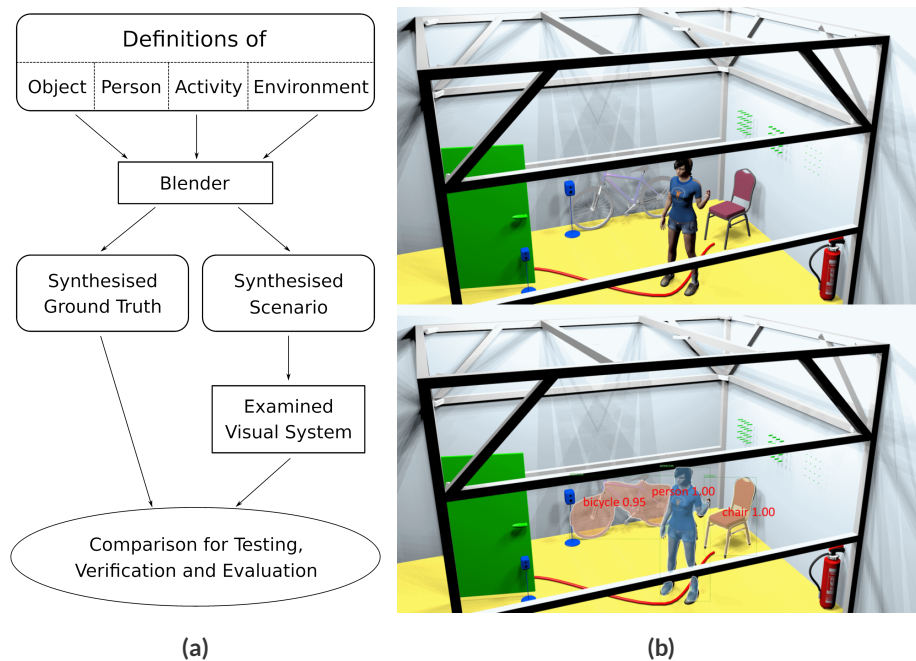 Definitions of
Object Person Activity Environment
Blender
Synthesised
Ground Truth
Synthesised
Scenario
Examined
Visual System
Comparison for Testing,
Verification and Evaluation
(a)
bicycle 0.95
person 1.00
chair 1.00
(b)